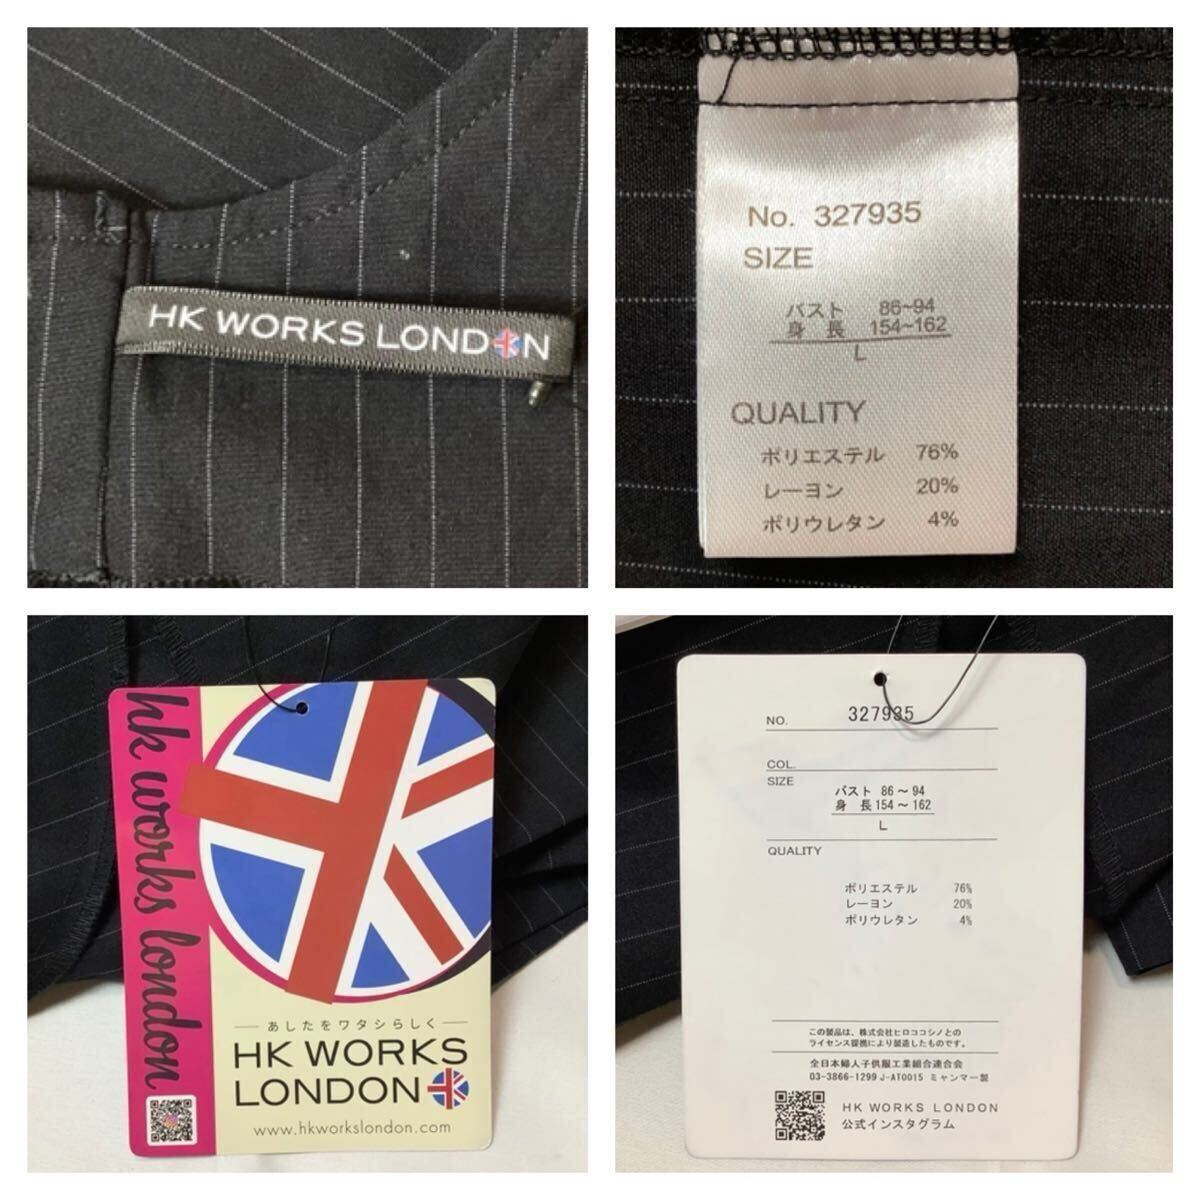 HK WORKS LONDON
No. 327935
SIZE
バスト 86~94
身 長 154~162
L
QUALITY
ポリエステル 76%
レーヨン 20%
ポリウレタン 4%
hk works london
あしたをワタシらしく
HK WORKS
LONDON
www.hkworkslondon.com
NO. 327935
COL.
SIZE
バスト 86～94
身 長 154～162
L
QUALITY
ポリエステル 76%
レーヨン 20%
ポリウレタン 4%
この製品は、株式会社ヒロココシノとの
ライセンス提携により製造したものです。
全日本婦人子供服工業組合連合会
03-3866-1299 J-AT0015 ミャンマー製
HK WORKS LONDON
公式インスタグラム